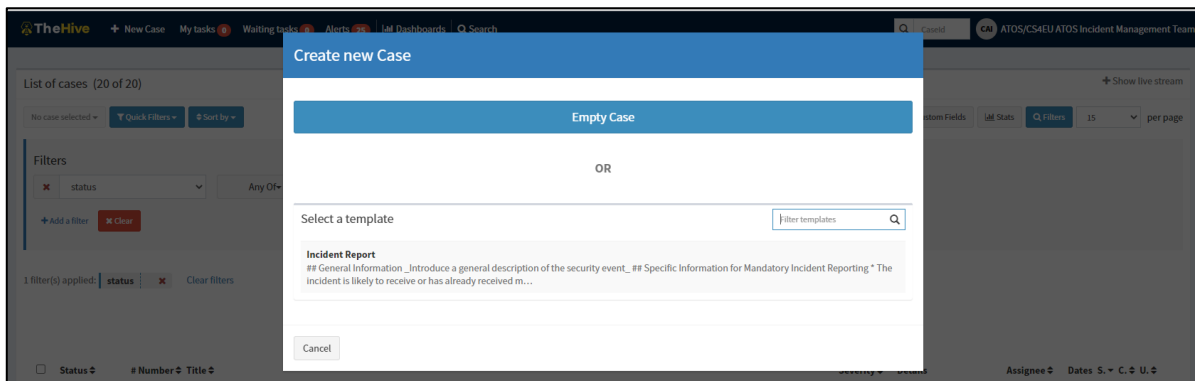 TheHive + New Case My tasks 0 Waiting tasks 0 Alerts 25 Dashboards Search CaseId CAI ATOS/CS4EU ATOS Incident Management Team
Create new Case
List of cases (20 of 20) + Show live stream
No case selected Quick Filters Sort by Empty Case stom Fields Stats Filters 15 per page
Filters
OR
status Any Of
+ Add a filter Clear
Select a template Filter templates
Incident Report
## General Information _Introduce a general description of the security event_ ## Specific Information for Mandatory Incident Reporting * The
incident is likely to receive or has already received m...
1 filter(s) applied: status Clear filters
Cancel
Status # Number Title Severity Details Assignee Dates S. C. U.